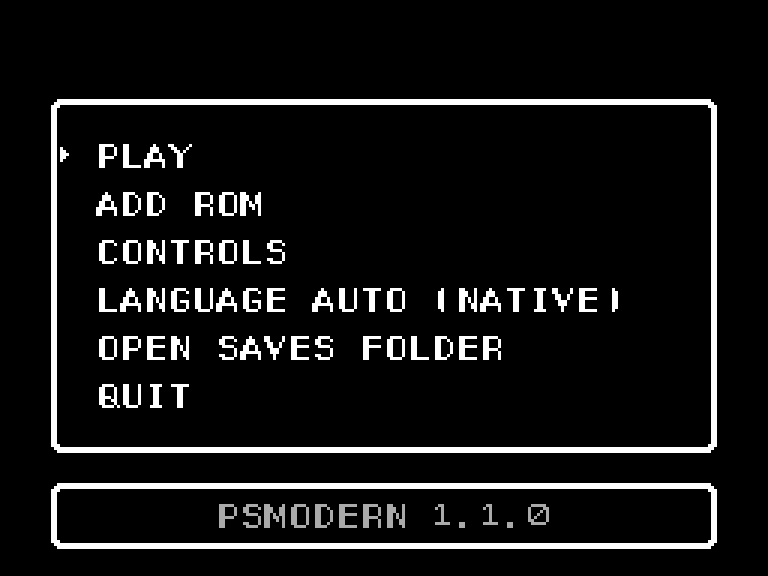 PLAY
ADD ROM
CONTROLS
LANGUAGE AUTO (NATIVE)
OPEN SAVES FOLDER
QUIT
PSMODERN 1.1.0